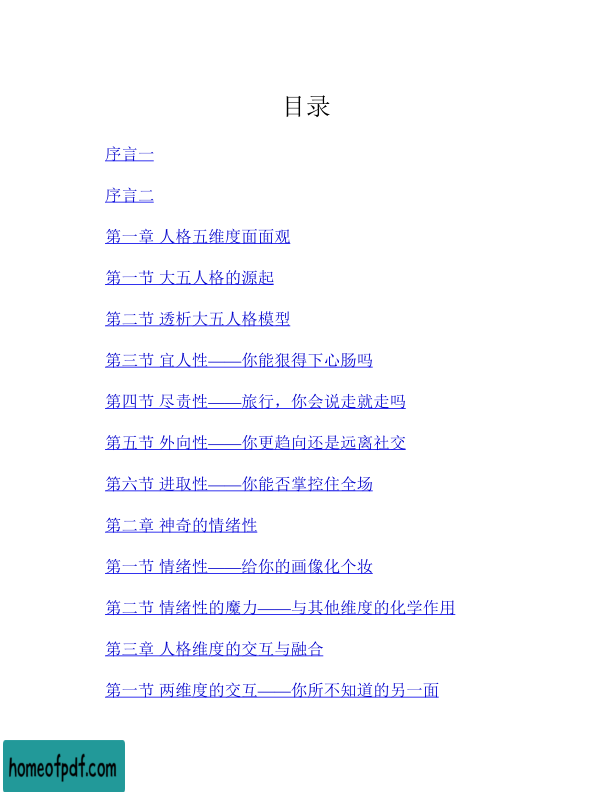 目录
序言一
序言二
第一章 人格五维度面面观
第一节 大五人格的源起
第二节 透析大五人格模型
第三节 宜人性——你能狠得下心肠吗
第四节 尽责性——旅行，你会说走就走吗
第五节 外向性——你更趋向还是远离社交
第六节 进取性——你能否掌控住全场
第二章 神奇的情绪性
第一节 情绪性——给你的画像化个妆
第二节 情绪性的魔力——与其他维度的化学作用
第三章 人格维度的交互与融合
第一节 两维度的交互——你所不知道的另一面
homeofpdf.com